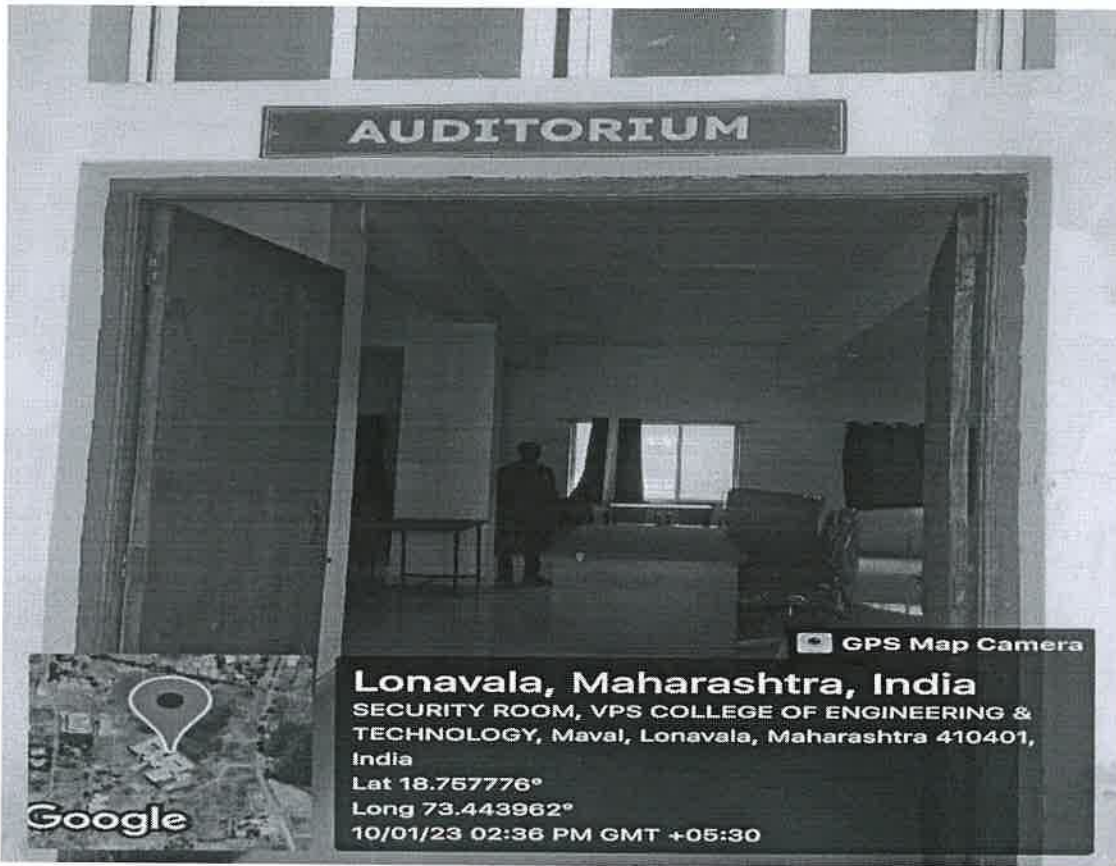 AUDITORIUM
GPS Map Camera
Lonavala, Maharashtra, India
SECURITY ROOM, VPS COLLEGE OF ENGINEERING &
TECHNOLOGY, Maval, Lonavala, Maharashtra 410401,
India
Lat 18.757776°
Long 73.443962°
10/01/23 02:36 PM GMT +05:30
Google